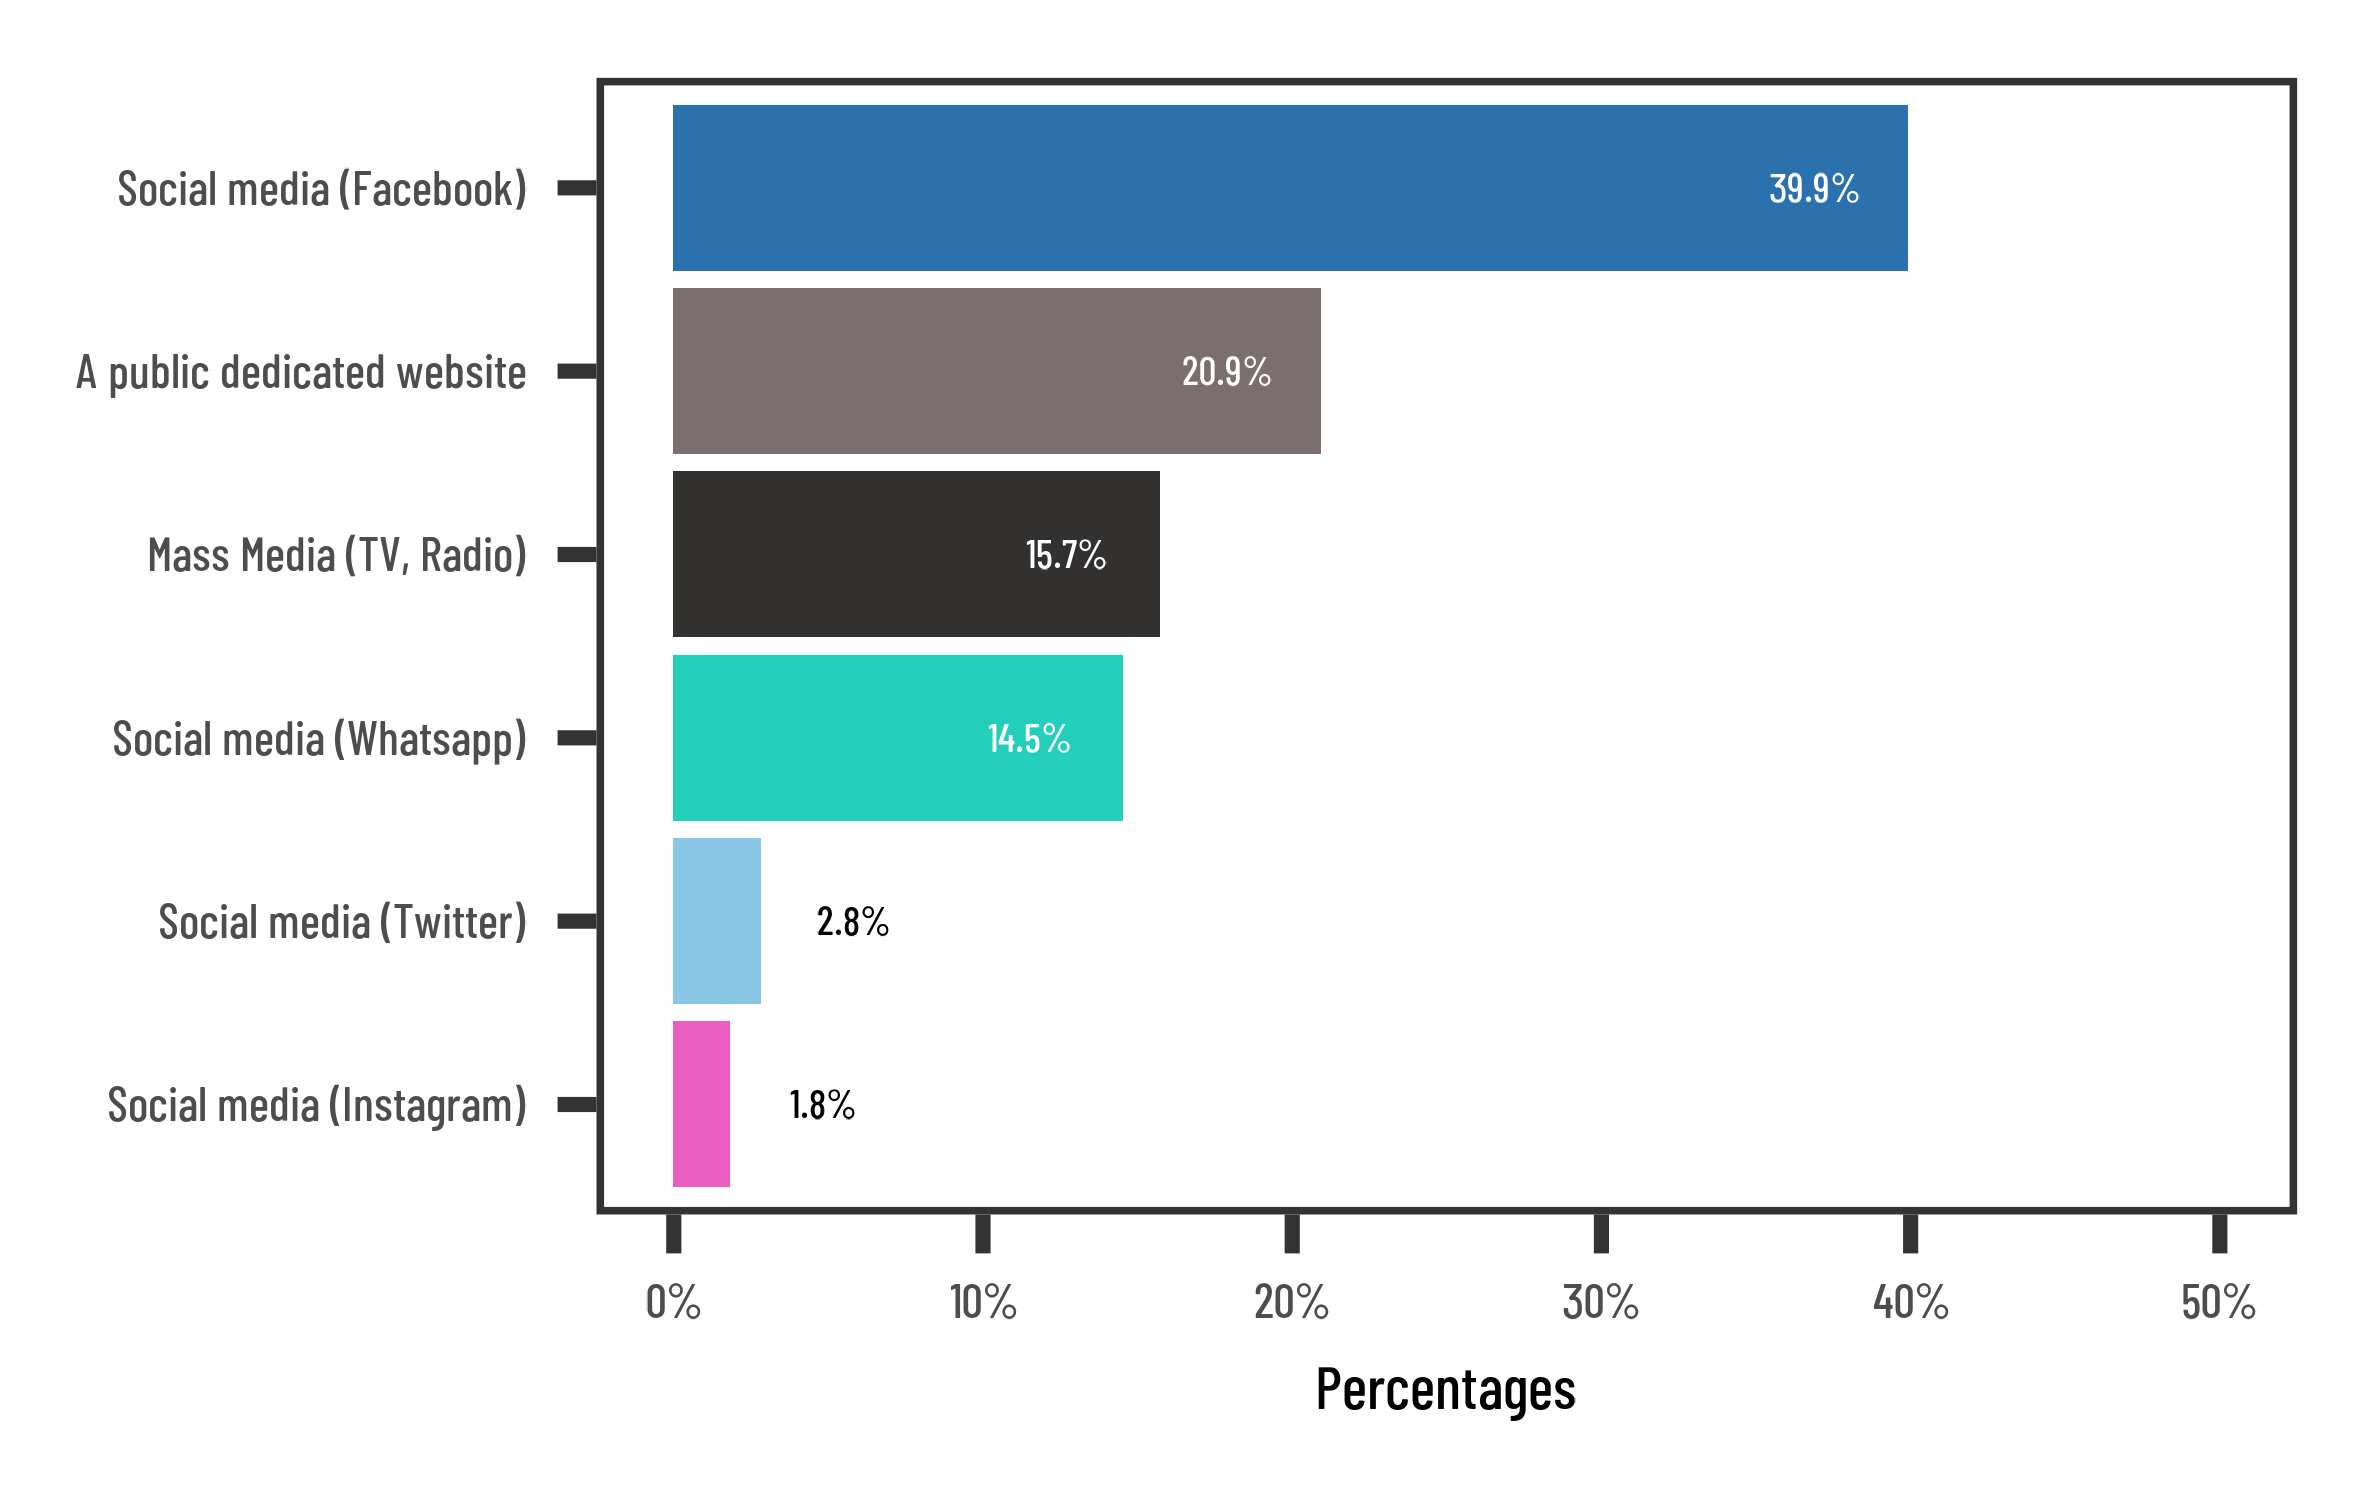 Social media (Facebook) 39.9%
A public dedicated website 20.9%
Mass Media (TV, Radio) 15.7%
Social media (Whatsapp) 14.5%
Social media (Twitter) 2.8%
Social media (Instagram) 1.8%
0% 10% 20% 30% 40% 50%
Percentages